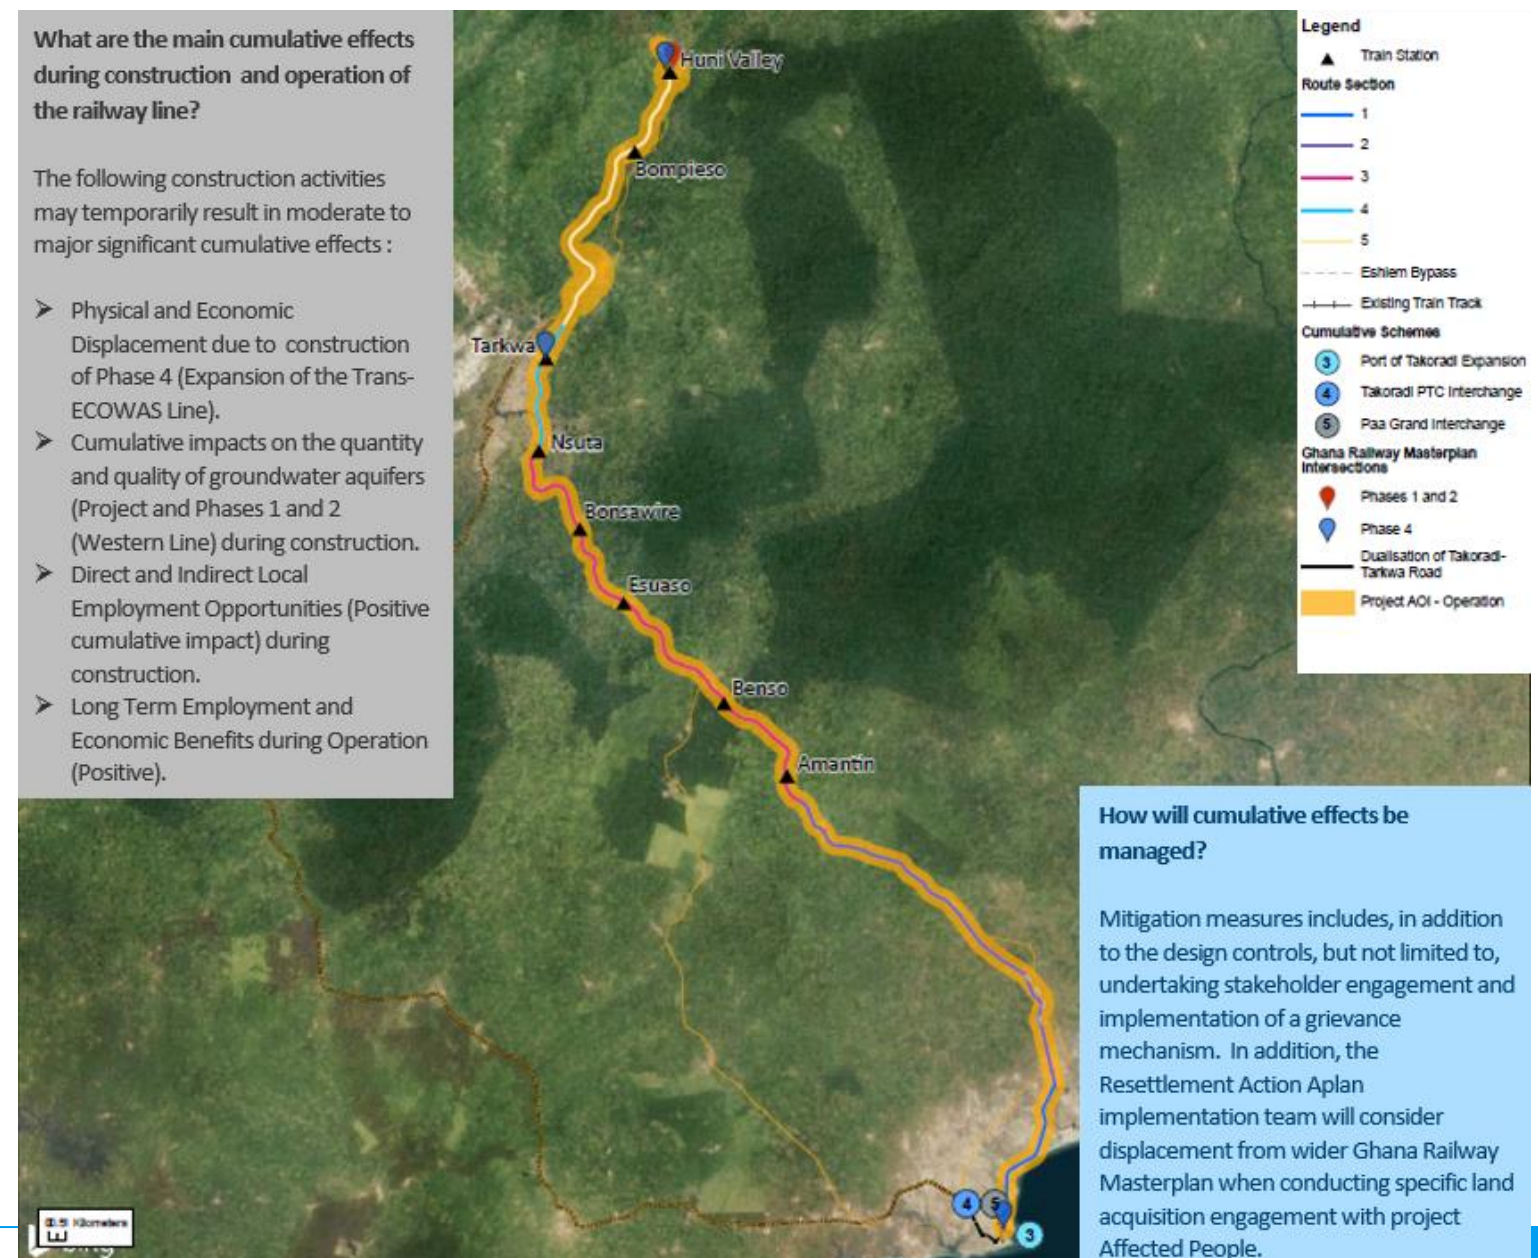 What are the main cumulative effects
during construction and operation of
the railway line?
The following construction activities
may temporarily result in moderate to
major significant cumulative effects :
➢ Physical and Economic
Displacement due to construction
of Phase 4 (Expansion of the Trans-
ECOWAS Line).
➢ Cumulative impacts on the quantity
and quality of groundwater aquifers
(Project and Phases 1 and 2
(Western Line) during construction.
➢ Direct and Indirect Local
Employment Opportunities (Positive
cumulative impact) during
construction.
➢ Long Term Employment and
Economic Benefits during Operation
(Positive).
Huni Valley
Bompieso
Tarkwa
Nsuta
Bonsawire
Esuaso
Benso
Amantin
4
5
3
Legend
Train Station
Route Section
1
2
3
4
5
Eshiem Bypass
Existing Train Track
Cumulative Schemes
3 Port of Takoradi Expansion
4 Takoradi PTC Interchange
5 Paa Grand Interchange
Ghana Railway Masterplan
Intersections
Phases 1 and 2
Phase 4
Dualisation of Takoradi-
Tarkwa Road
Project AOI - Operation
How will cumulative effects be
managed?
Mitigation measures includes, in addition
to the design controls, but not limited to,
undertaking stakeholder engagement and
implementation of a grievance
mechanism. In addition, the
Resettlement Action Aplan
implementation team will consider
displacement from wider Ghana Railway
Masterplan when conducting specific land
acquisition engagement with project
Affected People.
Kilometers